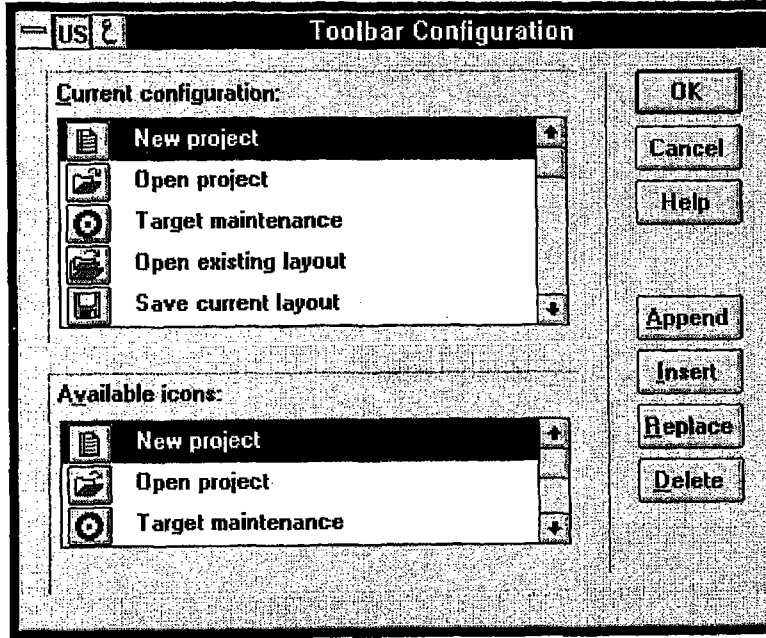 US ع Toolbar Configuration
Current configuration:
New project
Open project
Target maintenance
Open existing layout
Save current layout
Available icons:
New project
Open project
Target maintenance
OK
Cancel
Help
Append
Insert
Replace
Delete